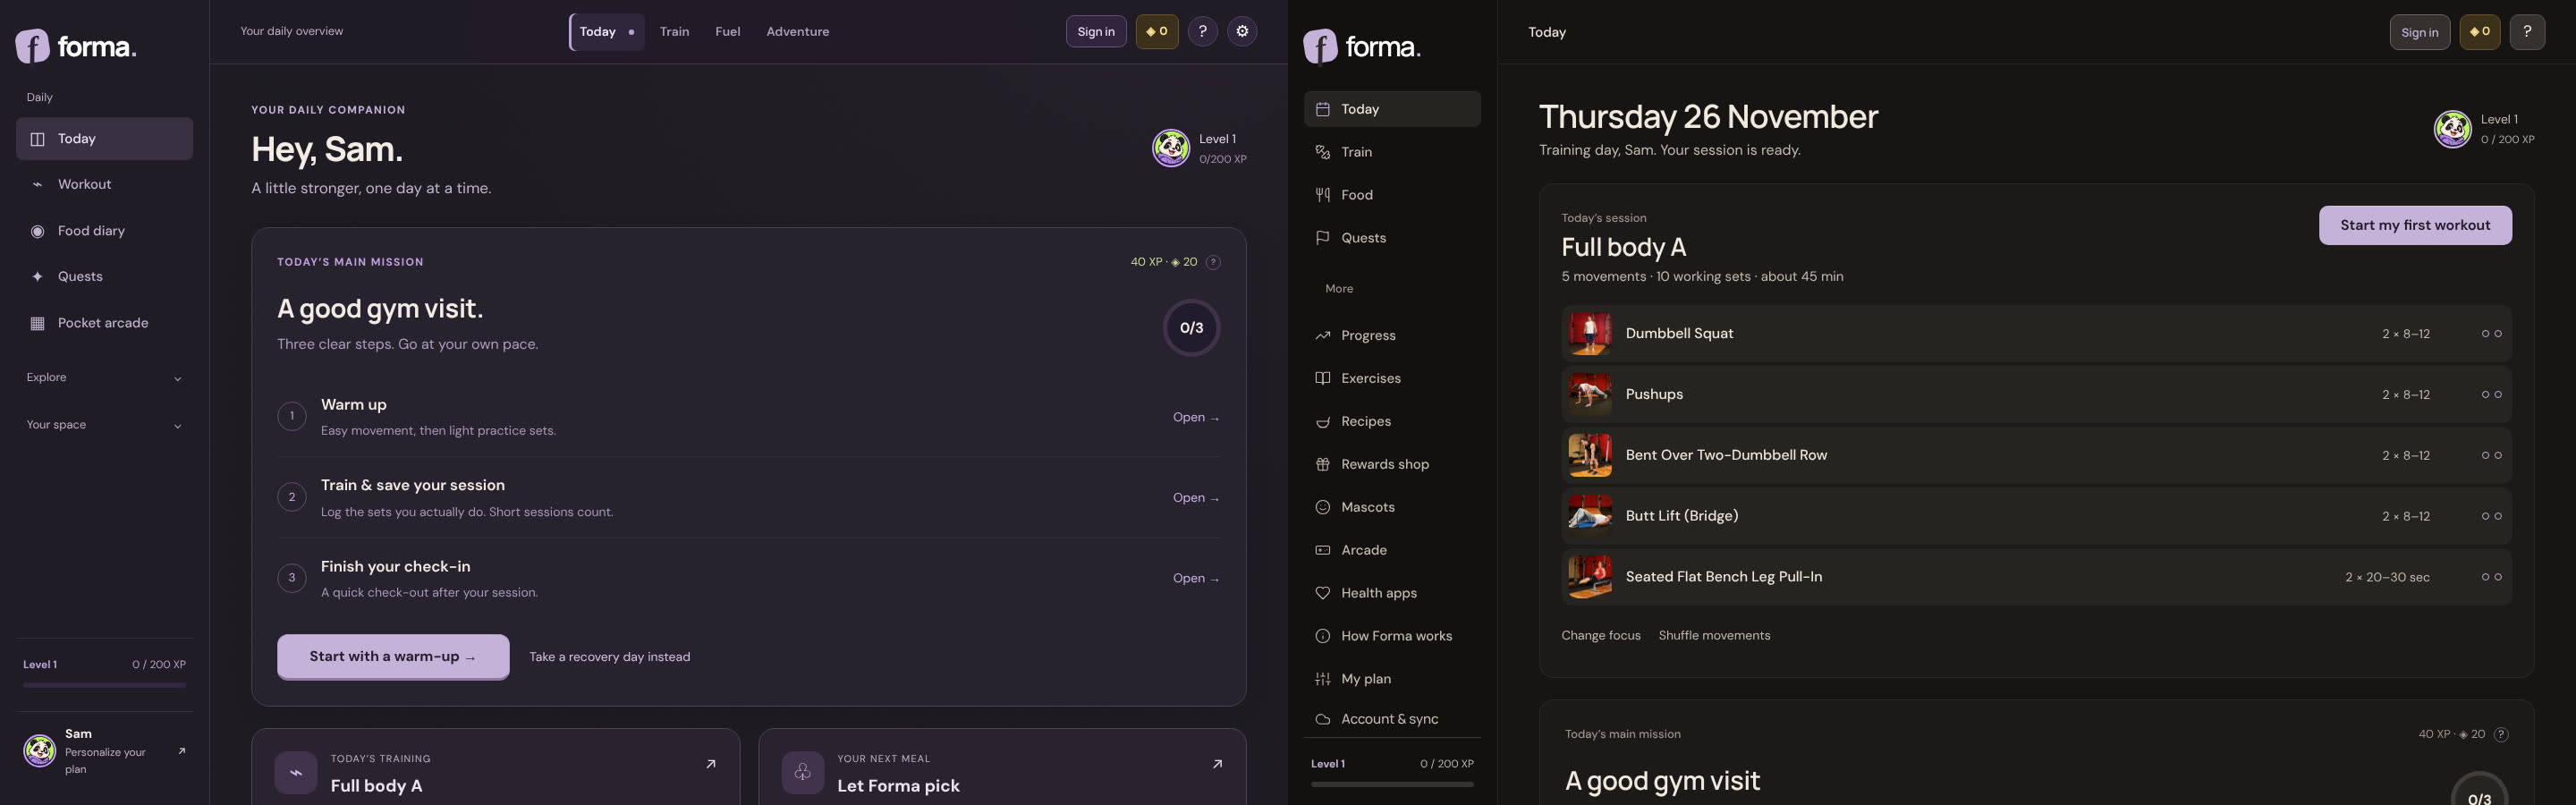 forma.
Daily
Today
Workout
Food diary
Quests
Pocket arcade
Explore
Your space
Level 1
0 / 200 XP
Sam
Personalize your
plan
Your daily overview
Today
Train
Fuel
Adventure
Sign in
0
?
YOUR DAILY COMPANION
Hey, Sam.
A little stronger, one day at a time.
Level 1
0/200 XP
TODAY'S MAIN MISSION
40 XP · ◈ 20 ?
A good gym visit.
Three clear steps. Go at your own pace.
0/3
1
Warm up
Easy movement, then light practice sets.
Open →
2
Train & save your session
Log the sets you actually do. Short sessions count.
Open →
3
Finish your check-in
A quick check-out after your session.
Open →
Start with a warm-up →
Take a recovery day instead
TODAY'S TRAINING
Full body A
YOUR NEXT MEAL
Let Forma pick
forma.
Today
Train
Food
Quests
More
Progress
Exercises
Recipes
Rewards shop
Mascots
Arcade
Health apps
How Forma works
My plan
Account & sync
Level 1
0 / 200 XP
Today
Sign in
0
?
Thursday 26 November
Training day, Sam. Your session is ready.
Level 1
0 / 200 XP
Today's session
Full body A
5 movements · 10 working sets · about 45 min
Start my first workout
Dumbbell Squat
2 × 8–12
Pushups
2 × 8–12
Bent Over Two-Dumbbell Row
2 × 8–12
Butt Lift (Bridge)
2 × 8–12
Seated Flat Bench Leg Pull-In
2 × 20–30 sec
Change focus
Shuffle movements
Today's main mission
40 XP · ◈ 20 ?
A good gym visit
0/3